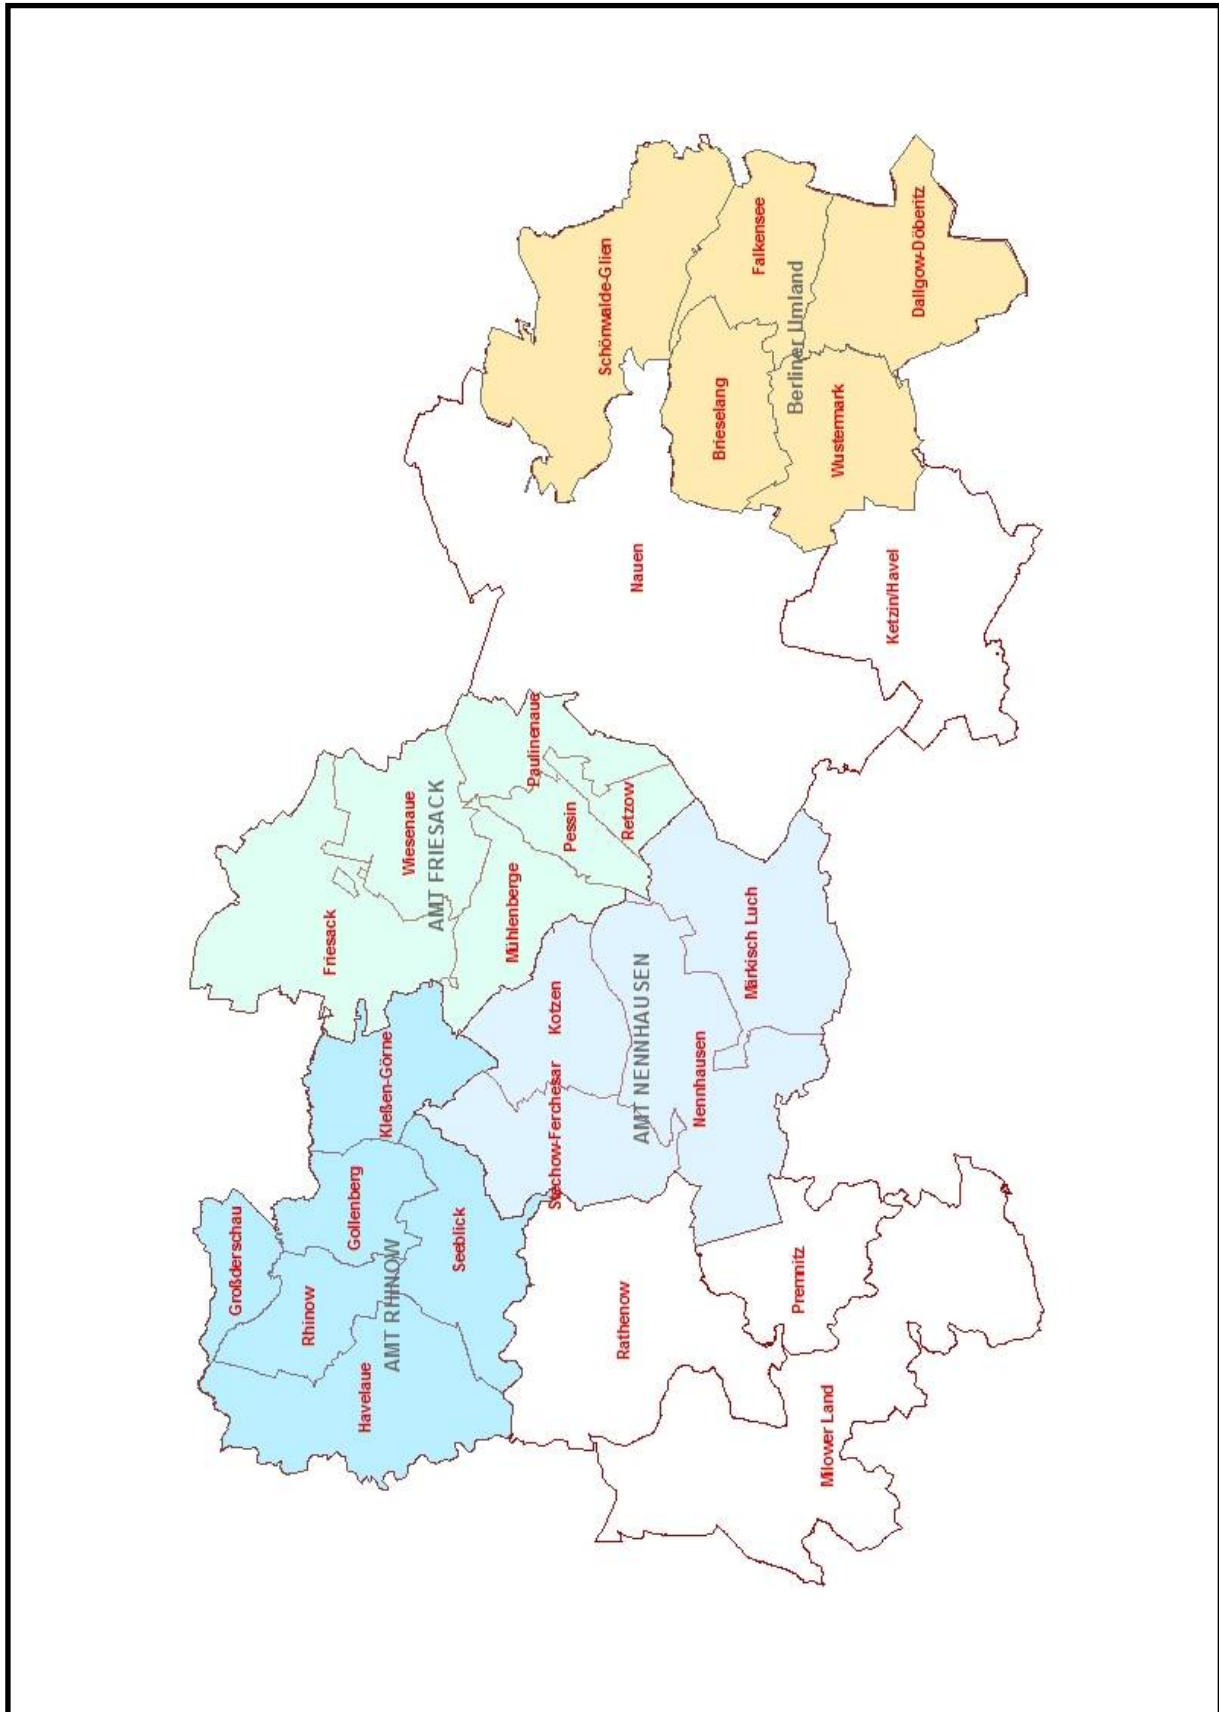 Großderschau
Rhinow
Friesack
Gollenberg
Havelaue
Kleßen-Görne
AMT RHINOW
Wiesenaue
AMT FRIESACK
Seeblick
Mühlenberge
Paulinenaue
Stechow-Ferchesar
Kotzen
Pessin
Schönwalde-Glien
Rathenow
Retzow
Nauen
AMT NENNHAUSEN
Nennhausen
Brieselang
Märkisch Luch
Falkensee
Berliner Umland
Premnitz
Milower Land
Wustermark
Ketzin/Havel
Dallgow-Döberitz